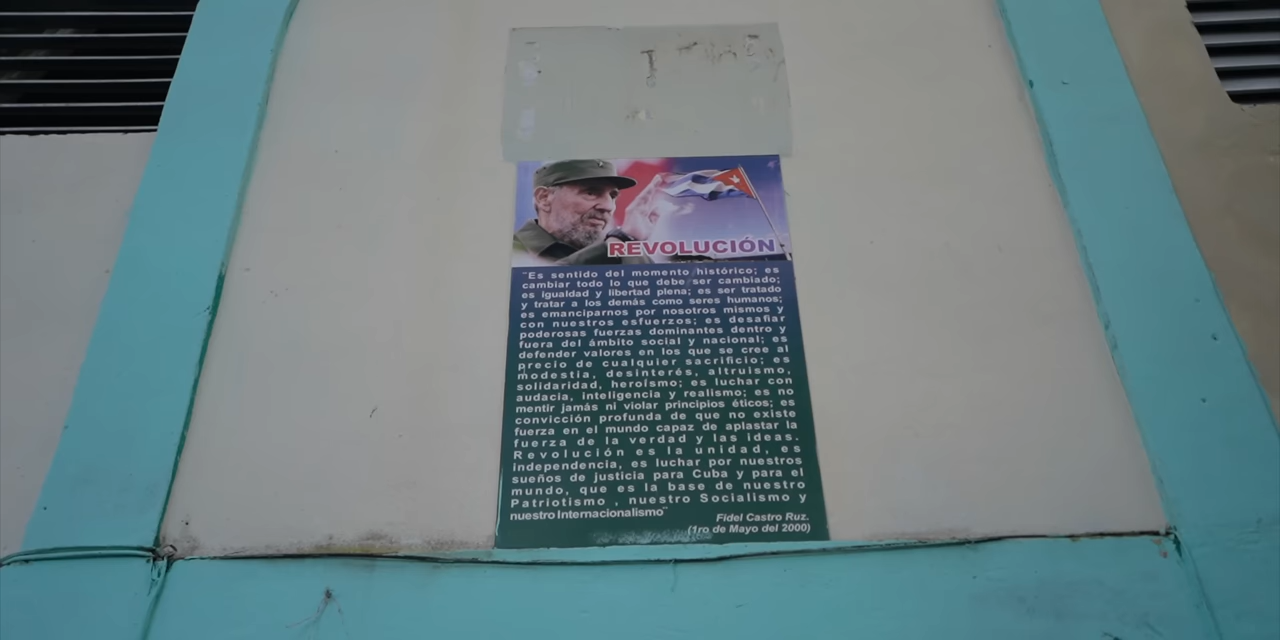 REVOLUCIÓN
"Es sentido del momento histórico; es
cambiar todo lo que debe ser cambiado;
es igualdad y libertad plena; es ser tratado
y tratar a los demás como seres humanos;
es emanciparnos por nosotros mismos y
con nuestros esfuerzos; es desafiar
poderosas fuerzas dominantes dentro y
fuera del ámbito social y nacional; es
defender valores en los que se cree al
precio de cualquier sacrificio; es
modestia, desinterés, altruismo,
solidaridad, heroísmo; es luchar con
audacia, inteligencia y realismo; es no
mentir jamás ni violar principios éticos; es
convicción profunda de que no existe
fuerza en el mundo capaz de aplastar la
fuerza de la verdad y las ideas.
Revolución es la unidad, es
independencia, es luchar por nuestros
sueños de justicia para Cuba y para el
mundo, que es la base de nuestro
Patriotismo , nuestro Socialismo y
nuestro Internacionalismo"
Fidel Castro Ruz.
(1ro de Mayo del 2000)